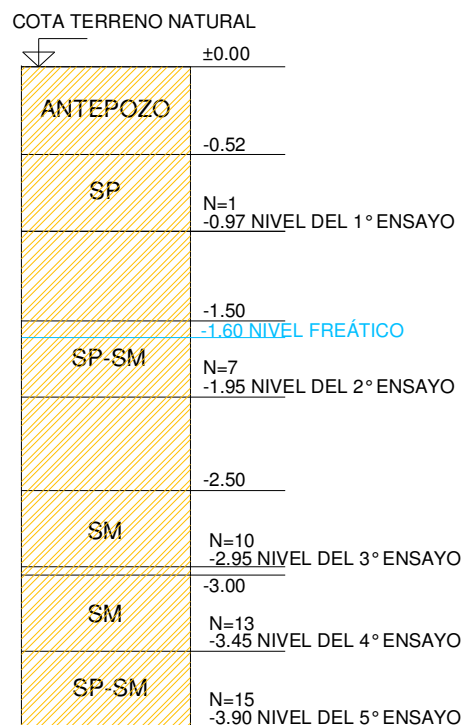 COTA TERRENO NATURAL
±0.00
ANTEPOZO
-0.52
SP
N=1
-0.97 NIVEL DEL 1° ENSAYO
-1.50
-1.60 NIVEL FREÁTICO
SP-SM
N=7
-1.95 NIVEL DEL 2° ENSAYO
-2.50
SM
N=10
-2.95 NIVEL DEL 3° ENSAYO
-3.00
SM
N=13
-3.45 NIVEL DEL 4° ENSAYO
SP-SM
N=15
-3.90 NIVEL DEL 5° ENSAYO